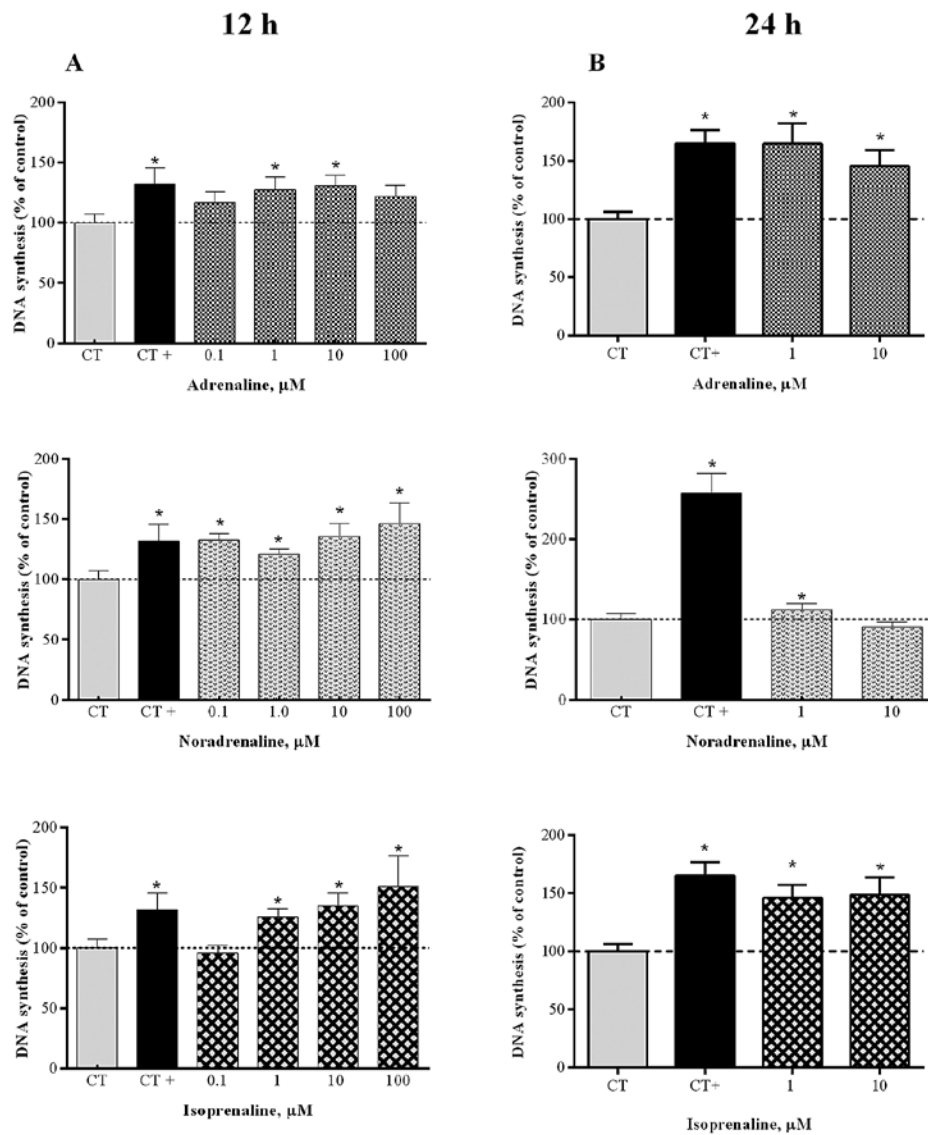 12 h
24 h
A
B
DNA synthesis (% of control)
200
150
100
50
0
* * *
CT CT + 0.1 1 10 100
Adrenaline, µM
DNA synthesis (% of control)
200
150
100
50
0
* * *
CT CT+ 1 10
Adrenaline, µM
DNA synthesis (% of control)
200
150
100
50
0
* * * * *
CT CT + 0.1 1.0 10 100
Noradrenaline, µM
DNA synthesis (% of control)
300
200
100
0
* *
CT CT + 1 10
Noradrenaline, µM
DNA synthesis (% of control)
200
150
100
50
0
* * * *
CT CT + 0.1 1 10 100
Isoprenaline, µM
DNA synthesis (% of control)
200
150
100
50
0
* * *
CT CT+ 1 10
Isoprenaline, µM